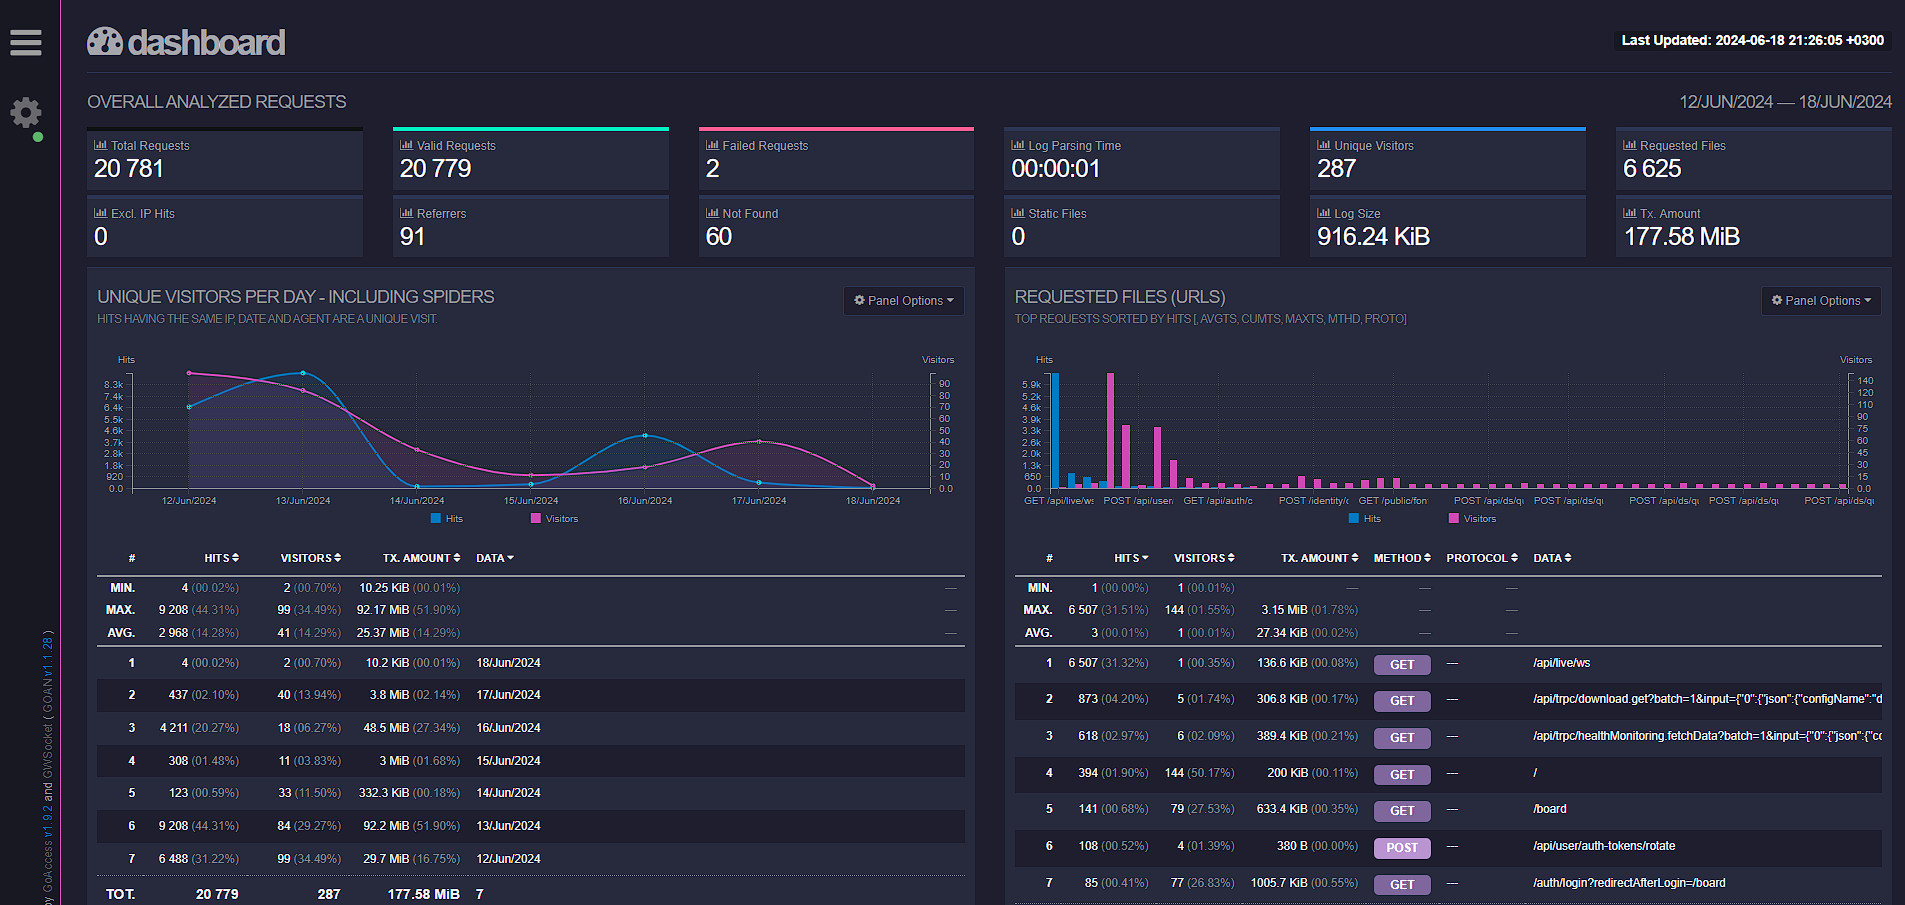 dashboard
Last Updated: 2024-06-18 21:26:05 +0300
OVERALL ANALYZED REQUESTS
12/JUN/2024 — 18/JUN/2024
Total Requests
20 781
Valid Requests
20 779
Failed Requests
2
Log Parsing Time
00:00:01
Unique Visitors
287
Requested Files
6 625
Excl. IP Hits
0
Referrers
91
Not Found
60
Static Files
0
Log Size
916.24 KiB
Tx. Amount
177.58 MiB
UNIQUE VISITORS PER DAY - INCLUDING SPIDERS
Panel Options
HITS HAVING THE SAME IP, DATE AND AGENT ARE A UNIQUE VISIT.
Hits
Visitors
8.3k
7.4k
6.4k
5.5k
4.6k
3.7k
2.8k
1.8k
920
0.0
90
80
70
60
50
40
30
20
10
0.0
12/Jun/2024 13/Jun/2024 14/Jun/2024 15/Jun/2024 16/Jun/2024 17/Jun/2024 18/Jun/2024
Hits Visitors
# HITS VISITORS TX. AMOUNT DATA
MIN. 4 (00.02%) 2 (00.70%) 10.25 KiB (00.01%) —
MAX. 9 208 (44.31%) 99 (34.49%) 92.17 MiB (51.90%) —
AVG. 2 968 (14.28%) 41 (14.29%) 25.37 MiB (14.29%) —
1 4 (00.02%) 2 (00.70%) 10.2 KiB (00.01%) 18/Jun/2024
2 437 (02.10%) 40 (13.94%) 3.8 MiB (02.14%) 17/Jun/2024
3 4 211 (20.27%) 18 (06.27%) 48.5 MiB (27.34%) 16/Jun/2024
4 308 (01.48%) 11 (03.83%) 3 MiB (01.68%) 15/Jun/2024
5 123 (00.59%) 33 (11.50%) 332.3 KiB (00.18%) 14/Jun/2024
6 9 208 (44.31%) 84 (29.27%) 92.2 MiB (51.90%) 13/Jun/2024
7 6 488 (31.22%) 99 (34.49%) 29.7 MiB (16.75%) 12/Jun/2024
TOT. 20 779 287 177.58 MiB 7
REQUESTED FILES (URLS)
Panel Options
TOP REQUESTS SORTED BY HITS [, AVGTS, CUMTS, MAXTS, MTHD, PROTO]
Hits
Visitors
5.9k
5.2k
4.6k
3.9k
3.3k
2.6k
2.0k
1.3k
650
0.0
140
120
110
90
75
60
45
30
15
0.0
GET /api/live/ws POST /api/user/ GET /api/auth/c POST /identity/c GET /public/fon POST /api/ds/qu POST /api/ds/qu POST /api/ds/qu POST /api/ds/qu POST /api/ds/qu
Hits Visitors
# HITS VISITORS TX. AMOUNT METHOD PROTOCOL DATA
MIN. 1 (00.00%) 1 (00.01%) — — —
MAX. 6 507 (31.51%) 144 (01.55%) 3.15 MiB (01.78%) — —
AVG. 3 (00.01%) 1 (00.01%) 27.34 KiB (00.02%) — —
1 6 507 (31.32%) 1 (00.35%) 136.6 KiB (00.08%) GET — /api/live/ws
2 873 (04.20%) 5 (01.74%) 306.8 KiB (00.17%) GET — /api/trpc/download.get?batch=1&input={"0":{"json":{"configName":"d
3 618 (02.97%) 6 (02.09%) 389.4 KiB (00.21%) GET — /api/trpc/healthMonitoring.fetchData?batch=1&input={"0":{"json":{"cc
4 394 (01.90%) 144 (50.17%) 200 KiB (00.11%) GET — /
5 141 (00.68%) 79 (27.53%) 633.4 KiB (00.35%) GET — /board
6 108 (00.52%) 4 (01.39%) 380 B (00.00%) POST — /api/user/auth-tokens/rotate
7 85 (00.41%) 77 (26.83%) 1005.7 KiB (00.55%) GET — /auth/login?redirectAfterLogin=/board
by GoAccess v1.9.2 and GWSocket ( GOAN v1.1.28 )